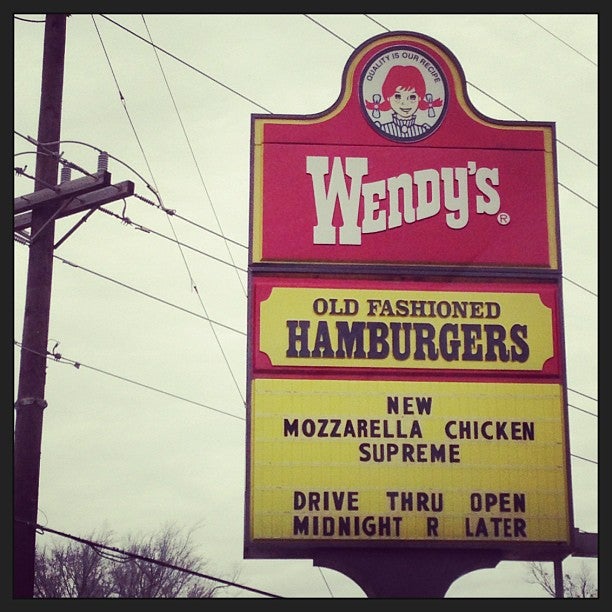 QUALITY IS OUR RECIPE
WENDY'S ®
OLD FASHIONED
HAMBURGERS
NEW
MOZZARELLA CHICKEN
SUPREME
DRIVE THRU OPEN
MIDNIGHT R LATER